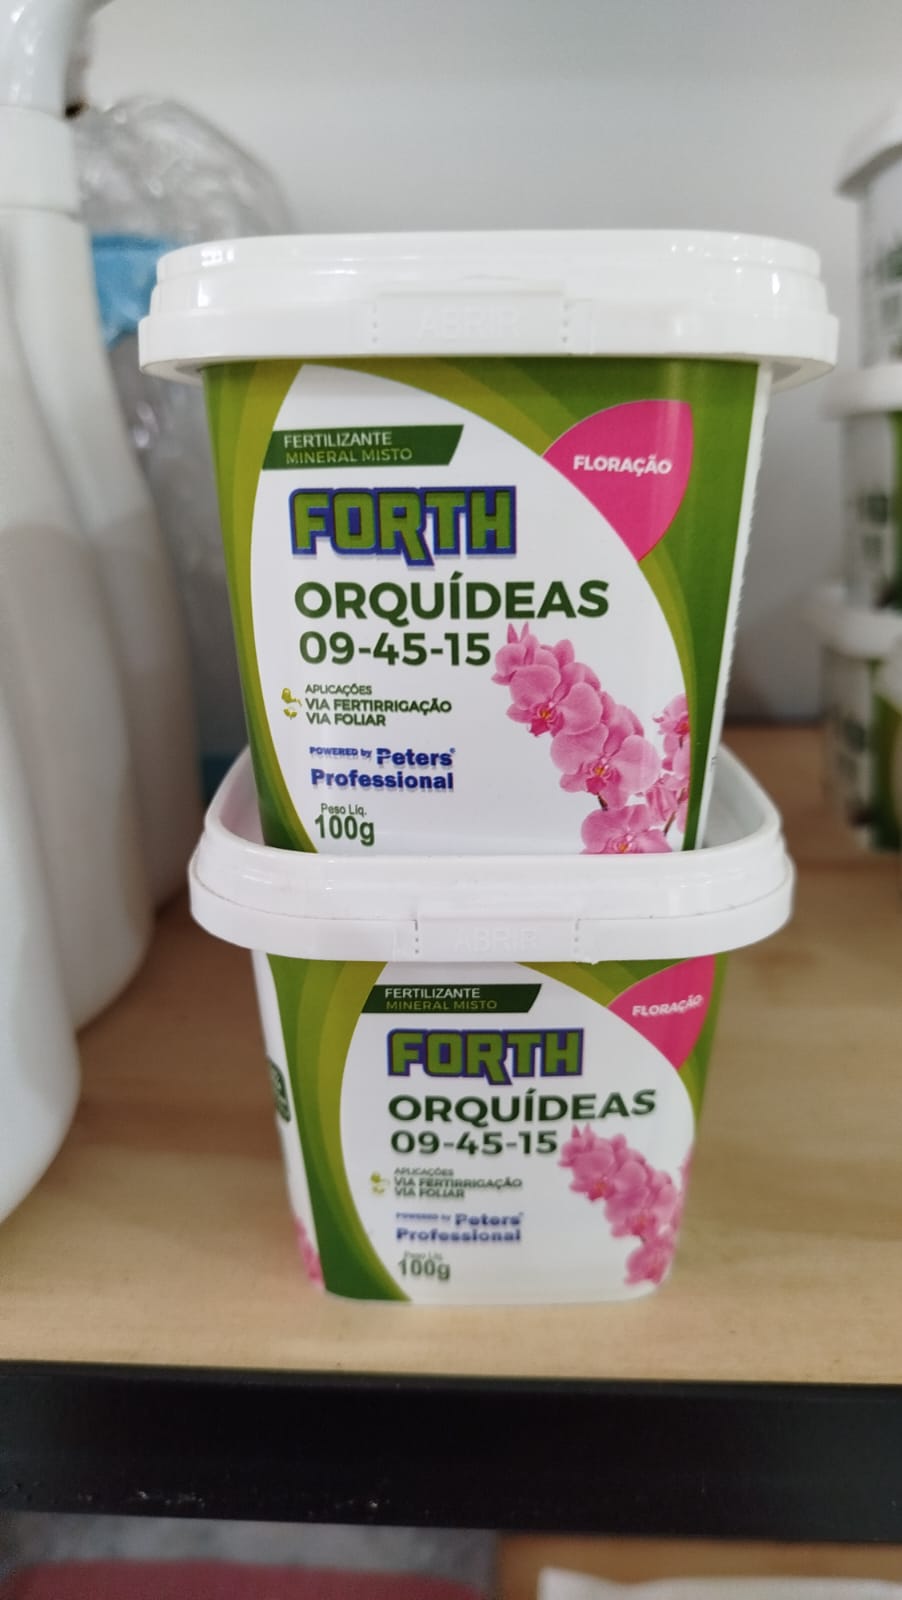 ABRIR
FERTILIZANTE
MINERAL MISTO
FLORAÇÃO
FORTH
ORQUÍDEAS
09-45-15
APLICAÇÕES
VIA FERTIRRIGAÇÃO
VIA FOLIAR
POWERED by Peters®
Professional
Peso Líq.
100g
ABRIR
FERTILIZANTE
MINERAL MISTO
FLORAÇÃO
FORTH
ORQUÍDEAS
09-45-15
APLICAÇÕES
VIA FERTIRRIGAÇÃO
VIA FOLIAR
POWERED by Peters®
Professional
Peso Líq.
100g